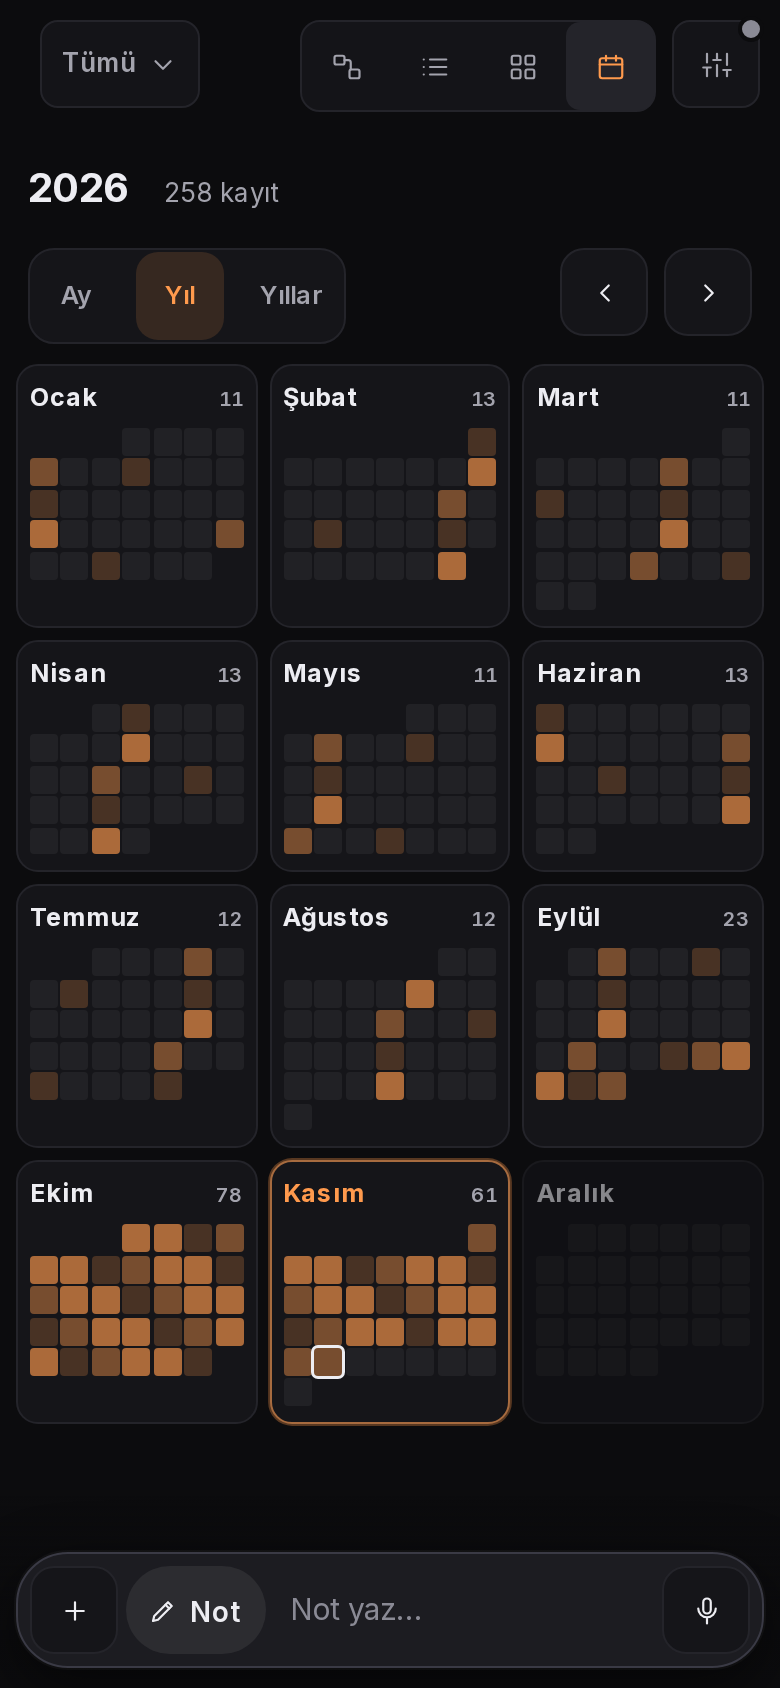 Tümü
2026 258 kayıt
Ay Yıl Yıllar
Ocak 11 Şubat 13 Mart 11
Nisan 13 Mayıs 11 Haziran 13
Temmuz 12 Ağustos 12 Eylül 23
Ekim 78 Kasım 61 Aralık
Not Not yaz...